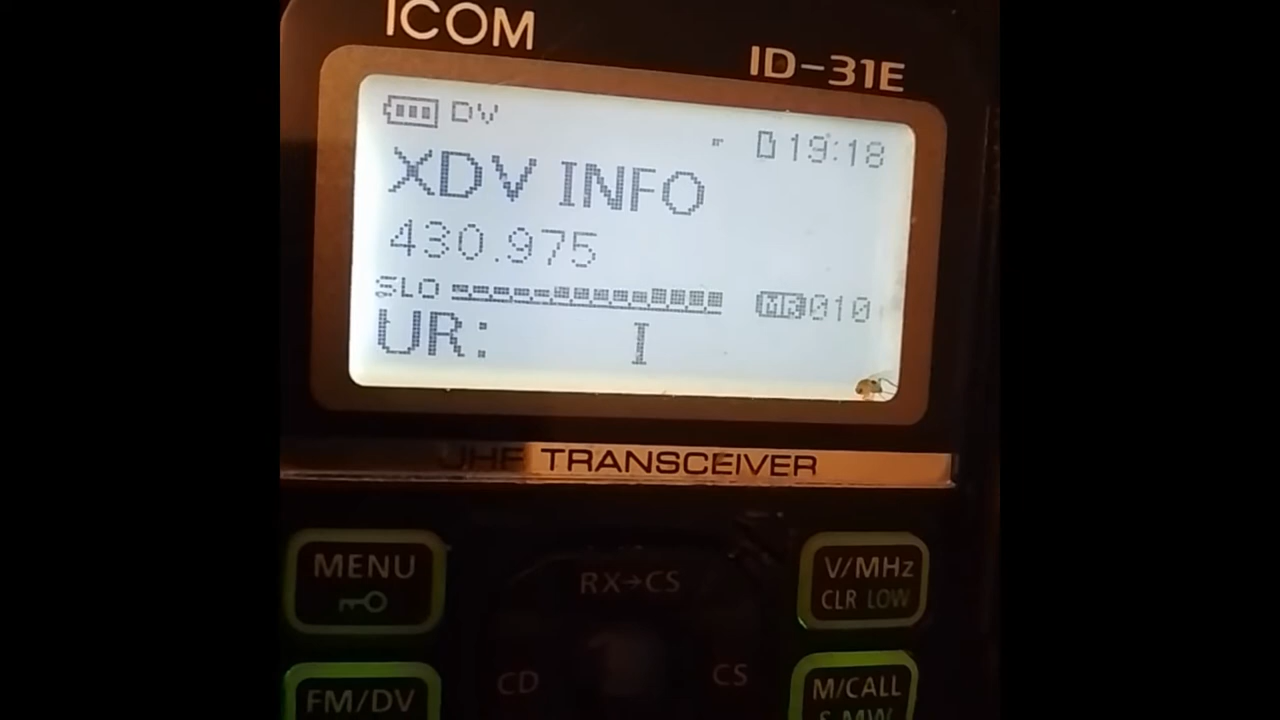 ICOM
ID-31E
DV
19:18
XDV INFO
430.975
SLO
MR 010
UR: I
UHF TRANSCEIVER
MENU
RX→CS
V/MHz
CLR LOW
CD
CS
FM/DV
M/CALL
S.MW